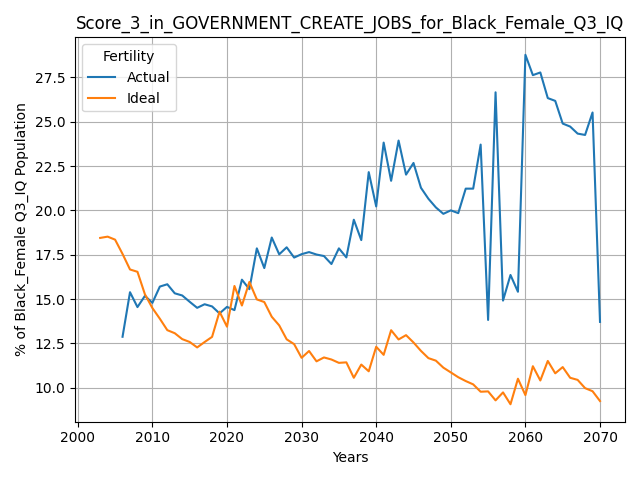 Score_3_in_GOVERNMENT_CREATE_JOBS_for_Black_Female_Q3_IQ
Fertility
Actual
Ideal
% of Black_Female Q3_IQ Population
27.5
25.0
22.5
20.0
17.5
15.0
12.5
10.0
2000 2010 2020 2030 2040 2050 2060 2070
Years